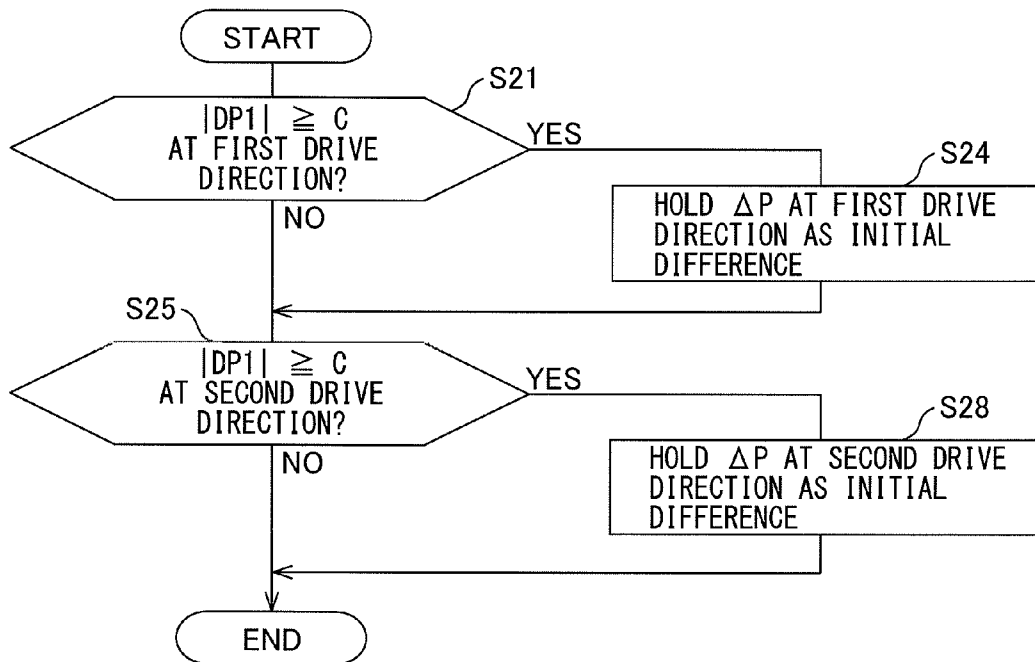 START
S21
|DP1| ≧ C
AT FIRST DRIVE
DIRECTION?
YES
NO
S24
HOLD ΔP AT FIRST DRIVE
DIRECTION AS INITIAL
DIFFERENCE
S25
|DP1| ≧ C
AT SECOND DRIVE
DIRECTION?
YES
NO
S28
HOLD ΔP AT SECOND DRIVE
DIRECTION AS INITIAL
DIFFERENCE
END